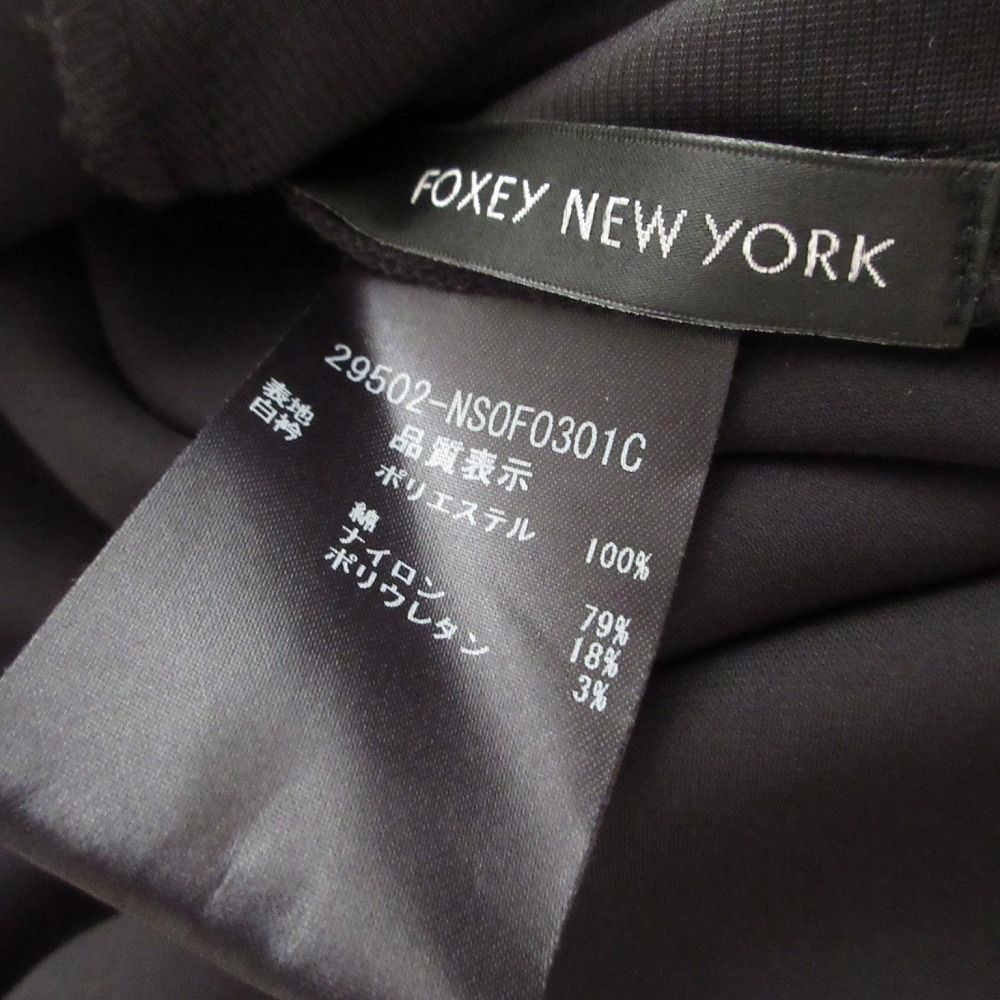 FOXEY NEW YORK
29502-NSOF0301C
品質表示
表地 ポリエステル 100%
白衿 綿 79%
ナイロン 18%
ポリウレタン 3%